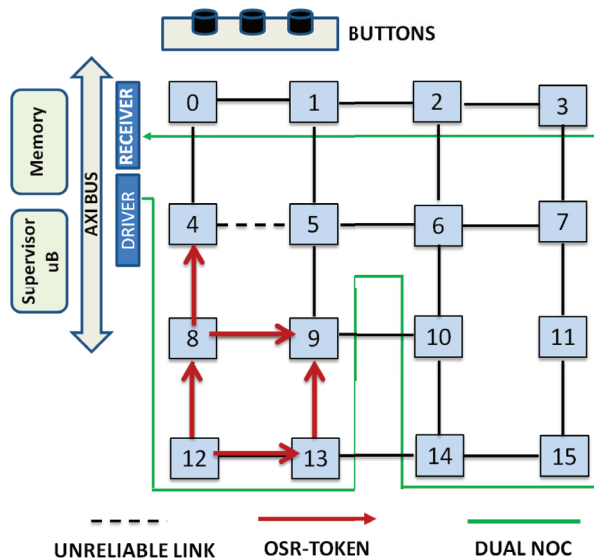 BUTTONS
Memory
Supervisor
uB
AXI BUS
RECEIVER
DRIVER
0 1 2 3
4 5 6 7
8 9 10 11
12 13 14 15
UNRELIABLE LINK
OSR-TOKEN
DUAL NOC